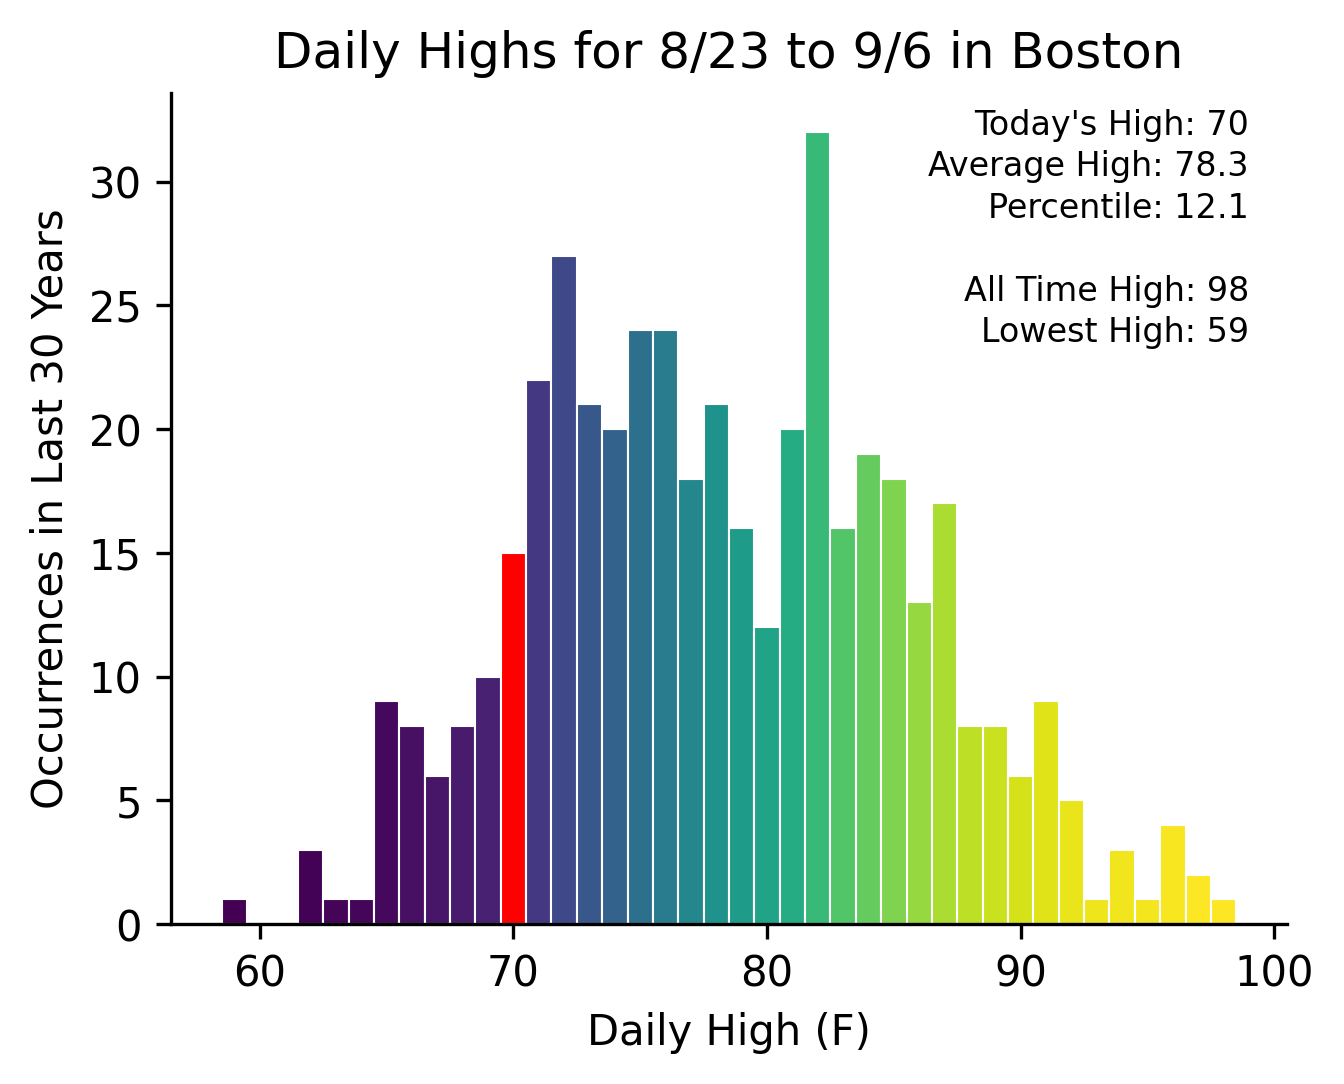 Daily Highs for 8/23 to 9/6 in Boston
Today's High: 70
Average High: 78.3
Percentile: 12.1
All Time High: 98
Lowest High: 59
Occurrences in Last 30 Years
30
25
20
15
10
5
0
60 70 80 90 100
Daily High (F)